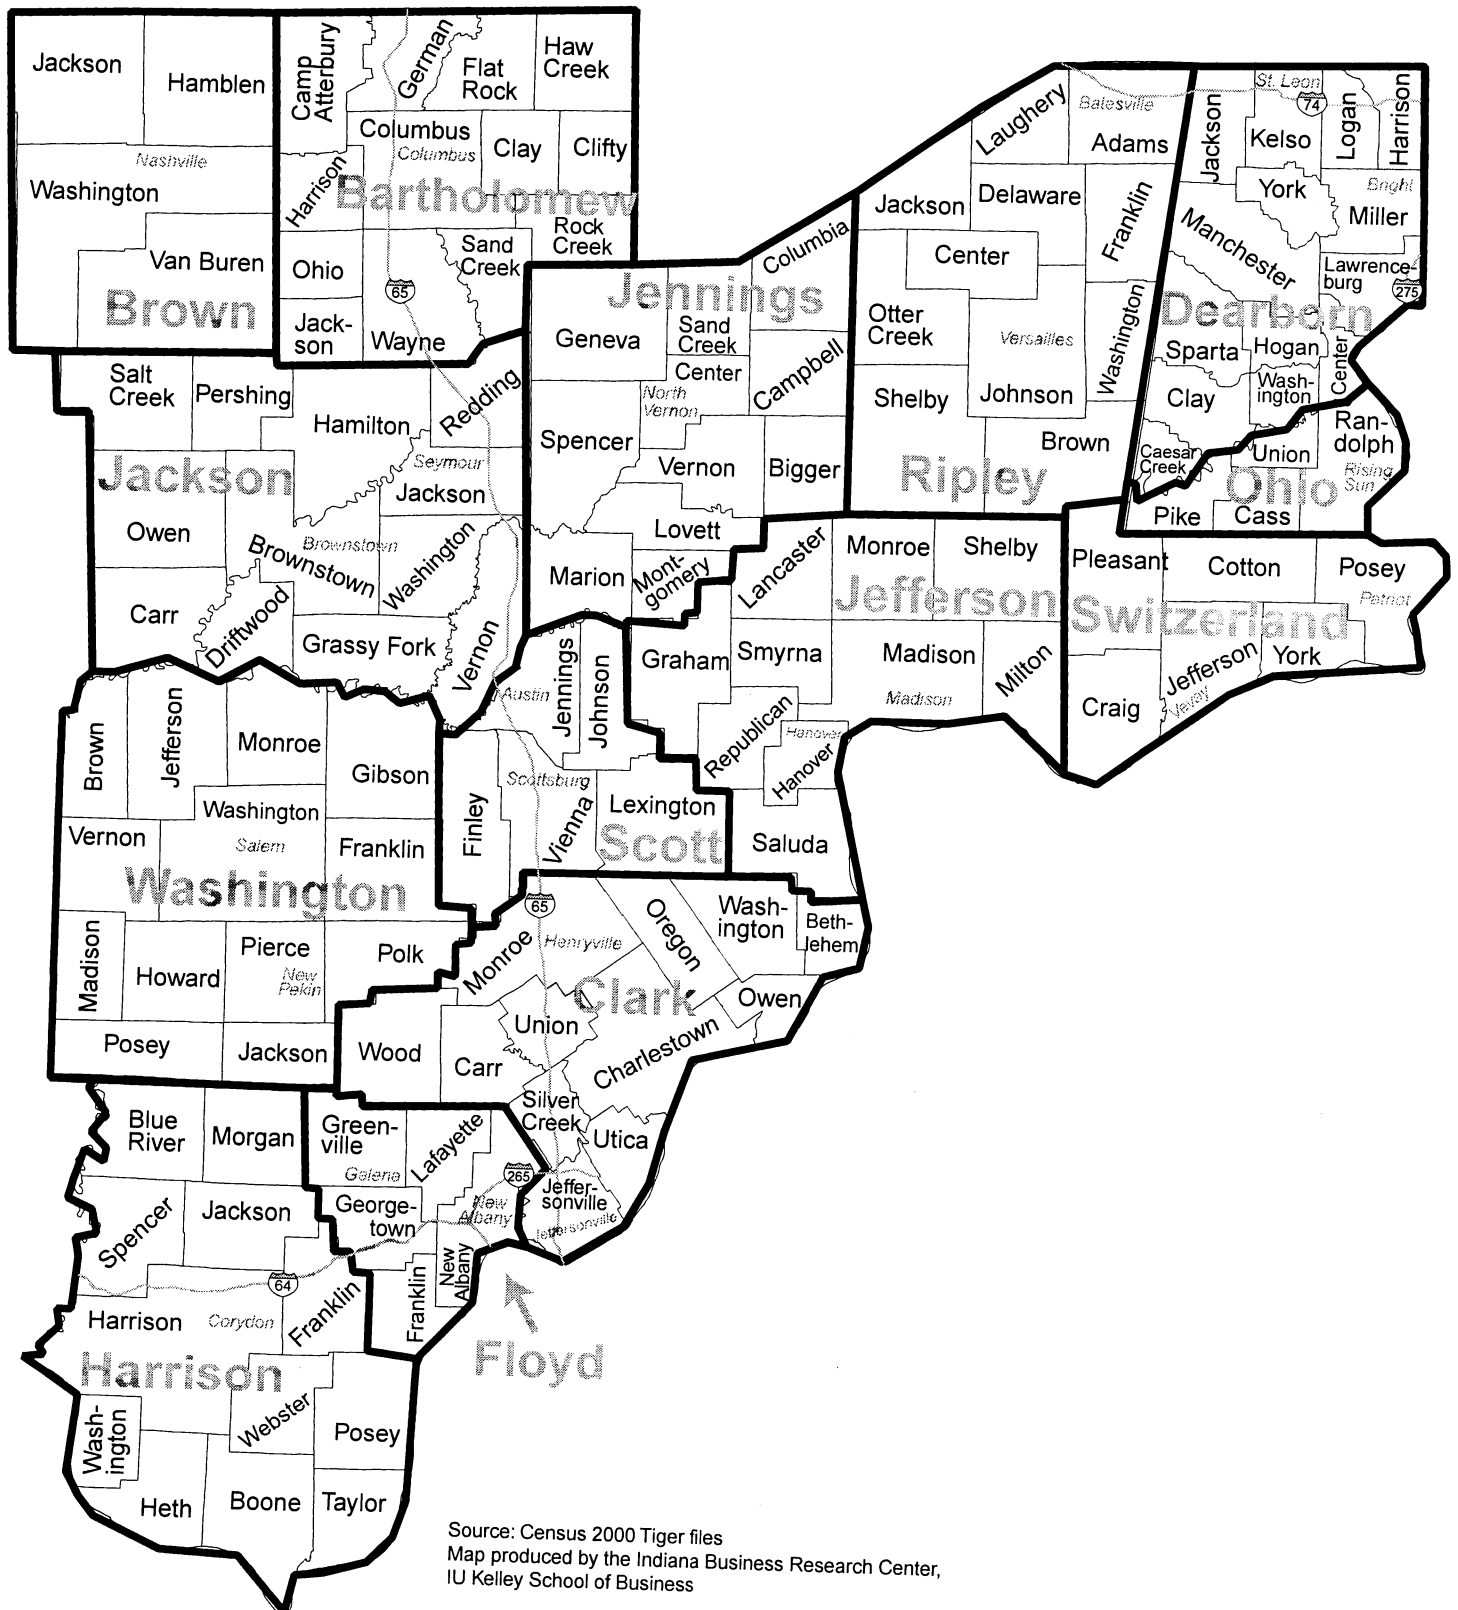 Jackson
Hamblen
Nashville
Washington
Van Buren
Brown
Camp
Atterbury
German
Flat
Rock
Haw
Creek
Columbus
Columbus
Clay
Clifty
Harrison
Bartholomew
Rock
Creek
Sand
Creek
Ohio
65
Jack-
son
Wayne
Jennings
Columbia
Geneva
Sand
Creek
Center
Campbell
North
Vernon
Spencer
Vernon
Bigger
Lovett
Marion
Mont-
gomery
Laughery
Batesville
Adams
Jackson
Delaware
Franklin
Center
Otter
Creek
Versailles
Washington
Shelby
Johnson
Brown
Ripley
St. Leon
74
Jackson
Kelso
Logan
Harrison
York
Bright
Miller
Manchester
Lawrence-
burg
275
Dearborn
Sparta
Hogan
Center
Clay
Wash-
ington
Caesar
Creek
Ran-
dolph
Union
Rising
Sun
Ohio
Pike
Cass
Salt
Creek
Pershing
Hamilton
Redding
Jackson
Seymour
Jackson
Owen
Brownstown
Brownstown
Washington
Carr
Driftwood
Grassy Fork
Vernon
Lancaster
Monroe
Shelby
Jefferson
Graham
Smyrna
Madison
Milton
Madison
Republican
Hanover
Hanover
Saluda
Pleasant
Cotton
Posey
Patriot
Switzerland
Jefferson
York
Vevay
Craig
Austin
Jennings
Johnson
Scottsburg
Finley
Vienna
Lexington
Scott
Brown
Jefferson
Monroe
Gibson
Washington
Vernon
Salem
Franklin
Washington
Madison
Howard
Pierce
New
Pekin
Polk
Posey
Jackson
65
Monroe
Henryville
Oregon
Wash-
ington
Beth-
lehem
Clark
Owen
Union
Wood
Carr
Charlestown
Silver
Creek
Utica
Jeffer-
sonville
Jeffersonville
Blue
River
Morgan
Green-
ville
Lafayette
Galena
265
George-
town
New
Albany
New
Albany
Franklin
Floyd
Spencer
Jackson
64
Harrison
Corydon
Franklin
Harrison
Webster
Wash-
ington
Posey
Heth
Boone
Taylor
Source: Census 2000 Tiger files
Map produced by the Indiana Business Research Center,
IU Kelley School of Business